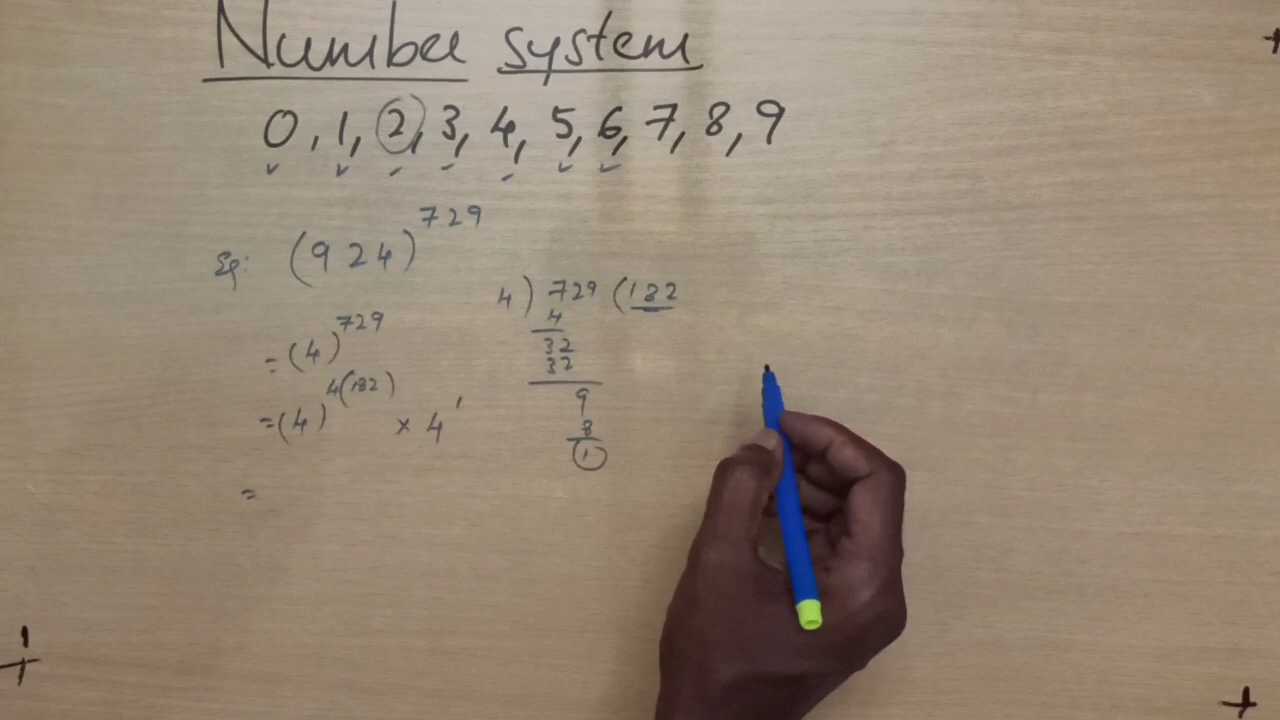 Number system
0, 1, 2, 3, 4, 5, 6, 7, 8, 9
Eg: (924)^729
4) 729 (182
4
32
32
9
8
1
= (4)^729
= (4)^4(182) × 4^1
=